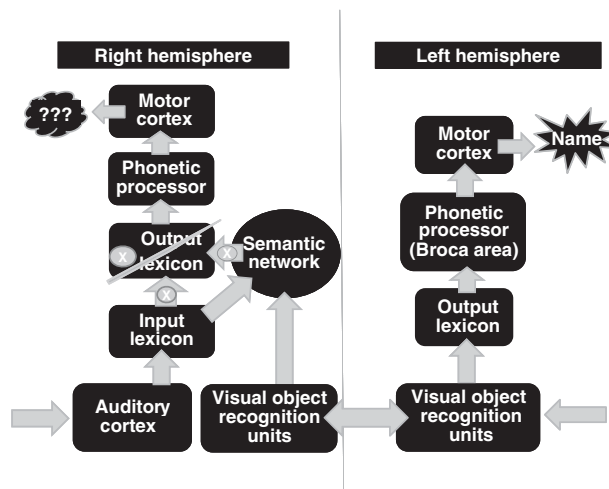 Right hemisphere
Left hemisphere
???
Motor
cortex
Phonetic
processor
X
Output
lexicon
X
Semantic
network
X
Input
lexicon
Auditory
cortex
Visual object
recognition
units
Motor
cortex
Name
Phonetic
processor
(Broca area)
Output
lexicon
Visual object
recognition
units